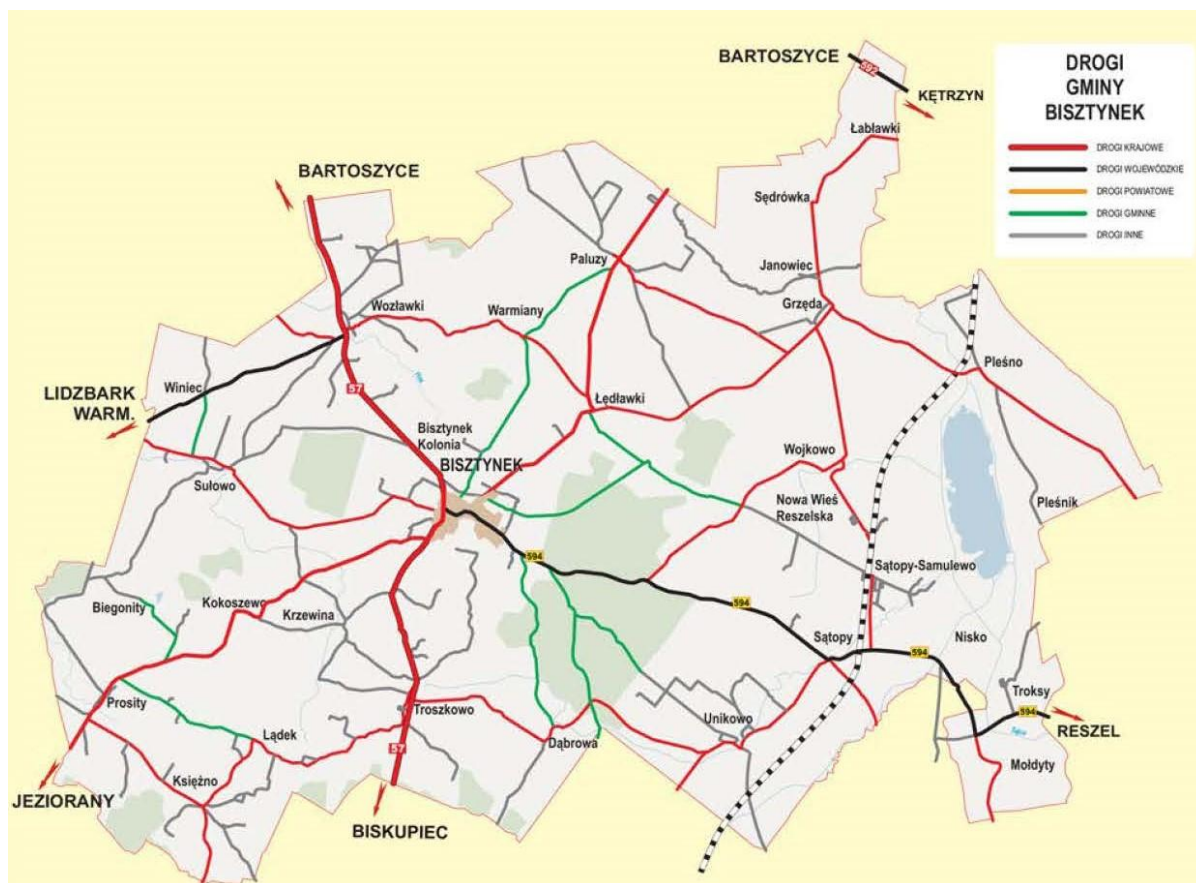 BARTOSZYCE
592
KĘTRZYN
DROGI
GMINY
BISZTYNEK
DROGI KRAJOWE
DROGI WOJEWÓDZKIE
DROGI POWIATOWE
DROGI GMINNE
DROGI INNE
Łabławki
BARTOSZYCE
Sędrówka
Paluzy
Janowiec
Grzęda
Wozławki
Warmiany
Pleśno
Winiec
57
LIDZBARK
WARM.
Łędławki
Bisztynek
Kolonia
BISZTYNEK
Wojkowo
Sułowo
Nowa Wieś
Reszelska
Pleśnik
594
Sątopy-Samulewo
Biegonity
Kokoszewo
Krzewina
594
Sątopy
Nisko
594
Prosity
Troszkowo
Unikowo
Troksy
594
RESZEL
Lądek
57
Dąbrowa
Księżno
Mołdyty
JEZIORANY
BISKUPIEC